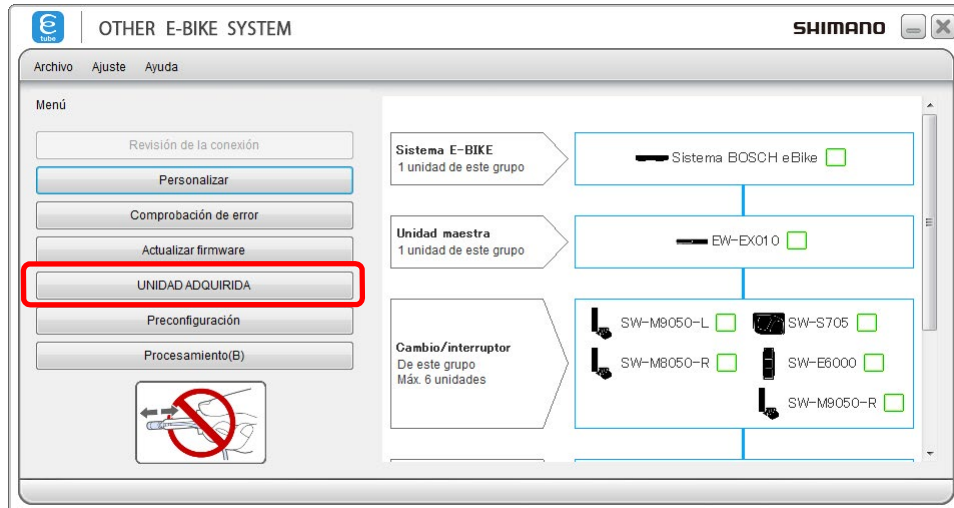 tube
OTHER E-BIKE SYSTEM
SHIMANO
Archivo Ajuste Ayuda
Menú
Revisión de la conexión
Personalizar
Comprobación de error
Actualizar firmware
UNIDAD ADQUIRIDA
Preconfiguración
Procesamiento(B)
Sistema E-BIKE
1 unidad de este grupo
Sistema BOSCH eBike
Unidad maestra
1 unidad de este grupo
EW-EX010
Cambio/interruptor
De este grupo
Máx. 6 unidades
SW-M9050-L
SW-S705
SW-M8050-R
SW-E6000
SW-M9050-R